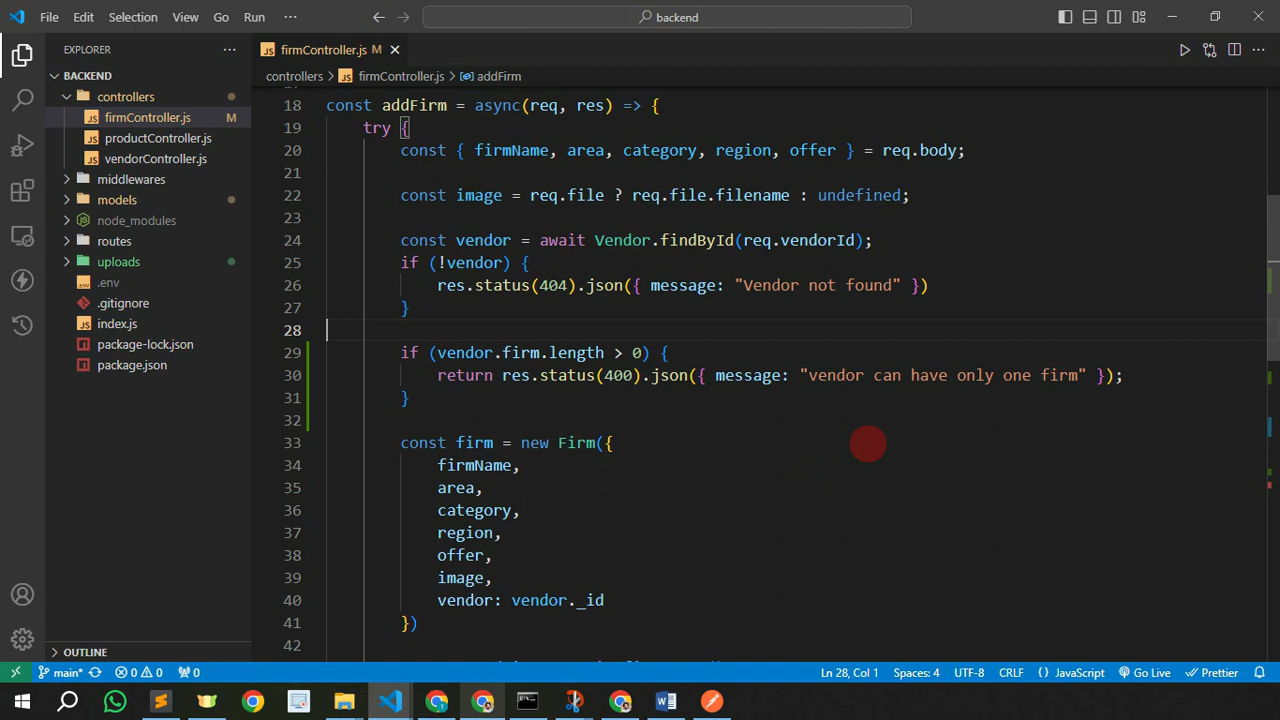 File Edit Selection View Go Run ··· backend
EXPLORER ··· firmController.js M
BACKEND
controllers > firmController.js > addFirm
controllers
firmController.js M
productController.js
vendorController.js
middlewares
models
node_modules
routes
uploads
.env
.gitignore
index.js
package-lock.json
package.json
OUTLINE
18 const addFirm = async(req, res) => {
19 try {
20 const { firmName, area, category, region, offer } = req.body;
21
22 const image = req.file ? req.file.filename : undefined;
23
24 const vendor = await Vendor.findById(req.vendorId);
25 if (!vendor) {
26 res.status(404).json({ message: "Vendor not found" })
27 }
28
29 if (vendor.firm.length > 0) {
30 return res.status(400).json({ message: "vendor can have only one firm" });
31 }
32
33 const firm = new Firm({
34 firmName,
35 area,
36 category,
37 region,
38 offer,
39 image,
40 vendor: vendor._id
41 })
42
main* 0 0 0 Ln 28, Col 1 Spaces: 4 UTF-8 CRLF { } JavaScript Go Live Prettier